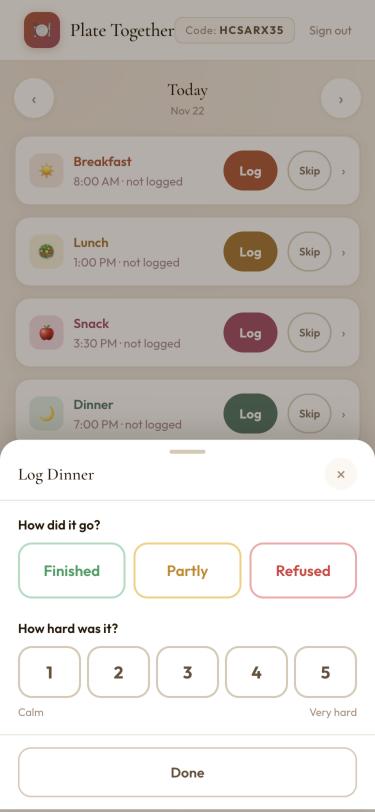 Plate Together Code: HCSARX35 Sign out
‹ Today ›
Nov 22
Breakfast
8:00 AM · not logged
Log Skip ›
Lunch
1:00 PM · not logged
Log Skip ›
Snack
3:30 PM · not logged
Log Skip ›
Dinner
7:00 PM · not logged
Log Skip ›
Log Dinner ×
How did it go?
Finished Partly Refused
How hard was it?
1 2 3 4 5
Calm Very hard
Done